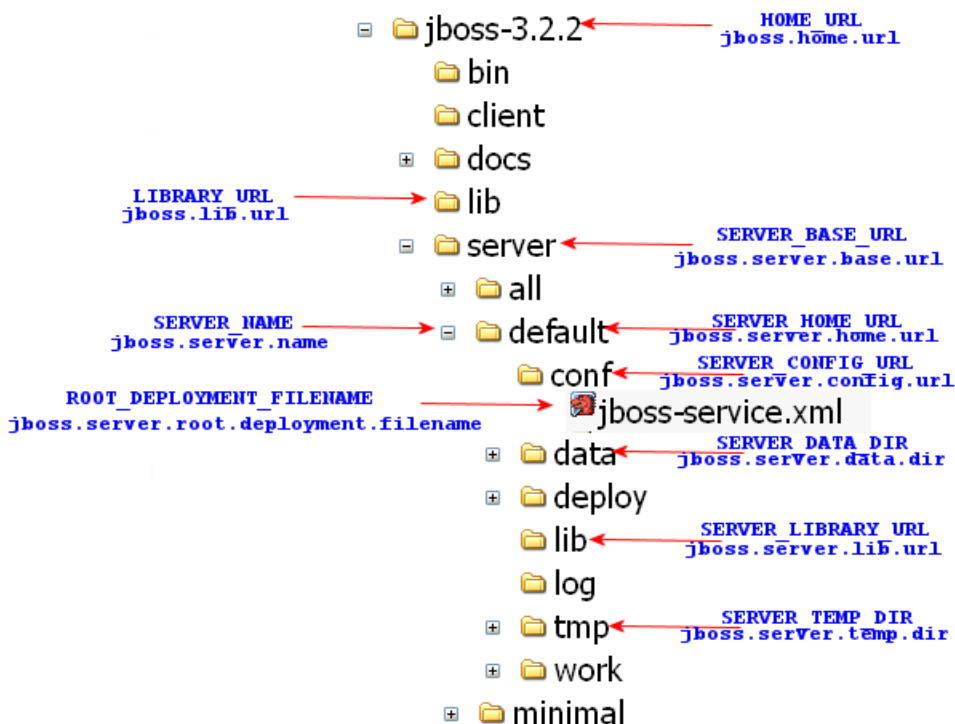 jboss-3.2.2
HOME_URL
jboss.home.url
bin
client
docs
LIBRARY_URL
jboss.lib.url
lib
server
SERVER_BASE_URL
jboss.server.base.url
all
SERVER_NAME
jboss.server.name
default
SERVER_HOME_URL
jboss.server.home.url
conf
SERVER_CONFIG_URL
jboss.server.config.url
ROOT_DEPLOYMENT_FILENAME
jboss.server.root.deployment.filename
jboss-service.xml
data
SERVER_DATA_DIR
jboss.server.data.dir
deploy
lib
SERVER_LIBRARY_URL
jboss.server.lib.url
log
tmp
SERVER_TEMP_DIR
jboss.server.temp.dir
work
minimal